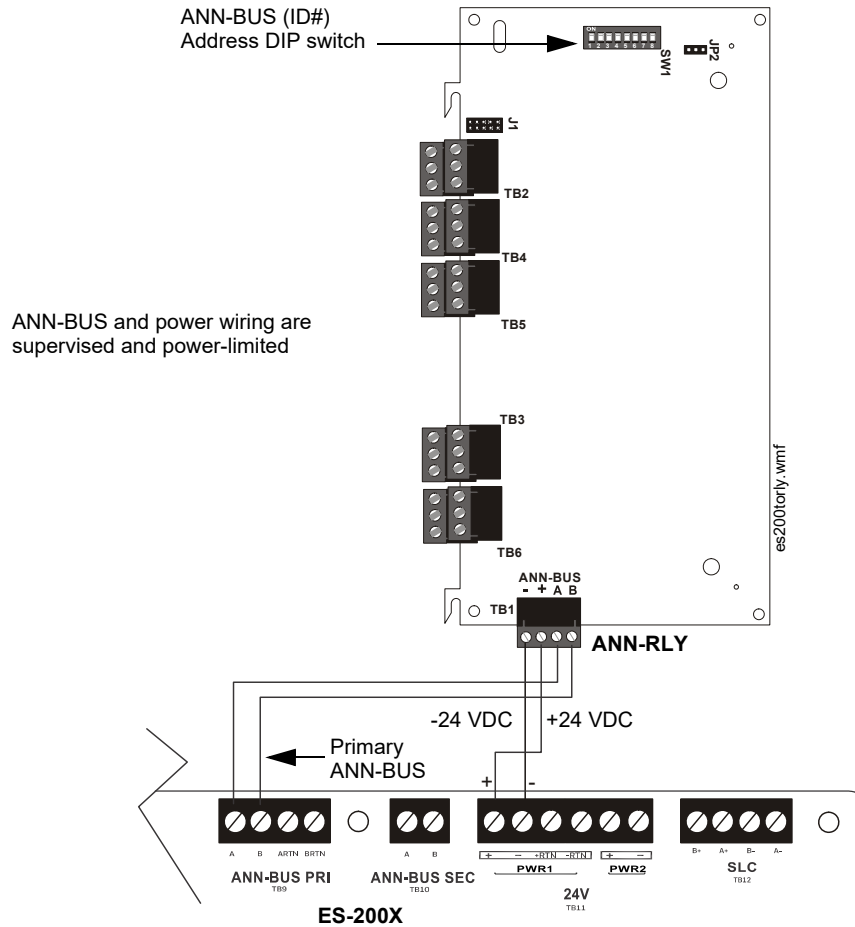 ANN-BUS (ID#)
Address DIP switch
ON
1 2 3 4 5 6 7 8
SW1
JP2
J1
TB2
TB4
TB5
ANN-BUS and power wiring are
supervised and power-limited
TB3
TB6
es200torly.wmf
ANN-BUS
- + A B
TB1
ANN-RLY
-24 VDC
+24 VDC
Primary
ANN-BUS
+ -
A B ARTN BRTN
ANN-BUS PRI
TB9
A B
ANN-BUS SEC
TB10
+ - +RTN -RTN + -
PWR1 PWR2
24V
TB11
B+ A+ B- A-
SLC
TB12
ES-200X